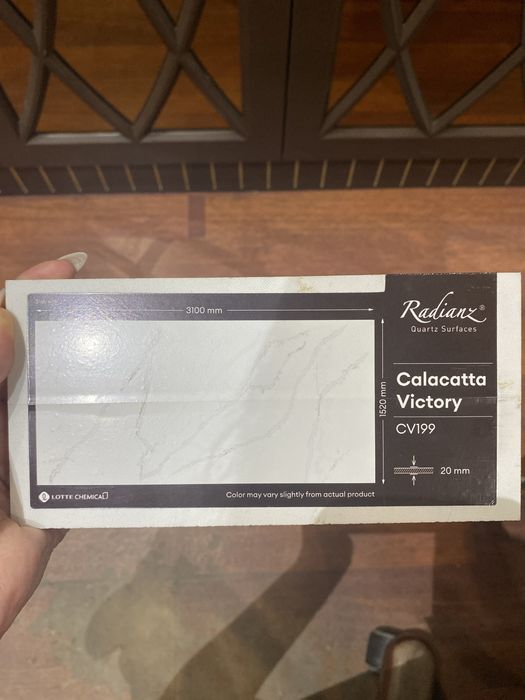 3100 mm
1520 mm
Radianz®
Quartz Surfaces
Calacatta
Victory
CV199
20 mm
LOTTE CHEMICAL
Color may vary slightly from actual product